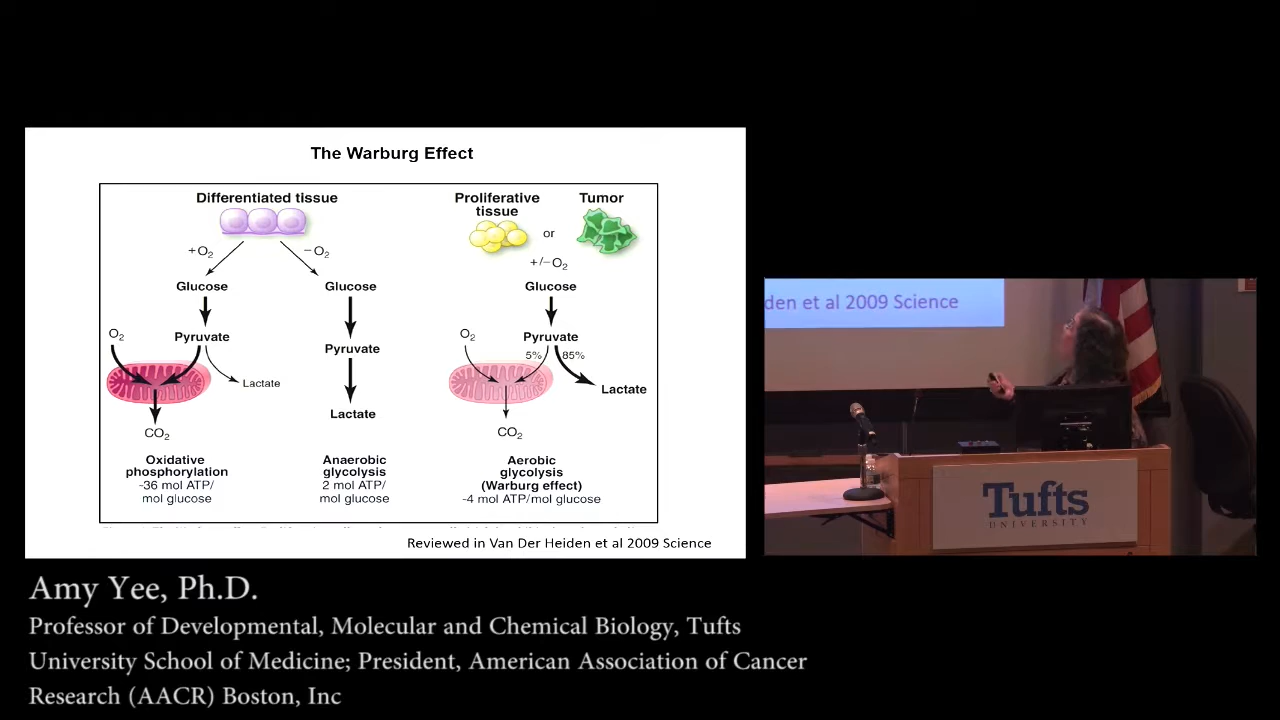 The Warburg Effect
Differentiated tissue
Proliferative
tissue
Tumor
or
+O2
−O2
+/−O2
Glucose
Glucose
Glucose
O2
Pyruvate
Pyruvate
O2
Pyruvate
5%
85%
Lactate
Lactate
Lactate
CO2
CO2
Oxidative
phosphorylation
~36 mol ATP/
mol glucose
Anaerobic
glycolysis
2 mol ATP/
mol glucose
Aerobic
glycolysis
(Warburg effect)
~4 mol ATP/mol glucose
Reviewed in Van Der Heiden et al 2009 Science
den et al 2009 Science
Tufts
UNIVERSITY
Amy Yee, Ph.D.
Professor of Developmental, Molecular and Chemical Biology, Tufts
University School of Medicine; President, American Association of Cancer
Research (AACR) Boston, Inc